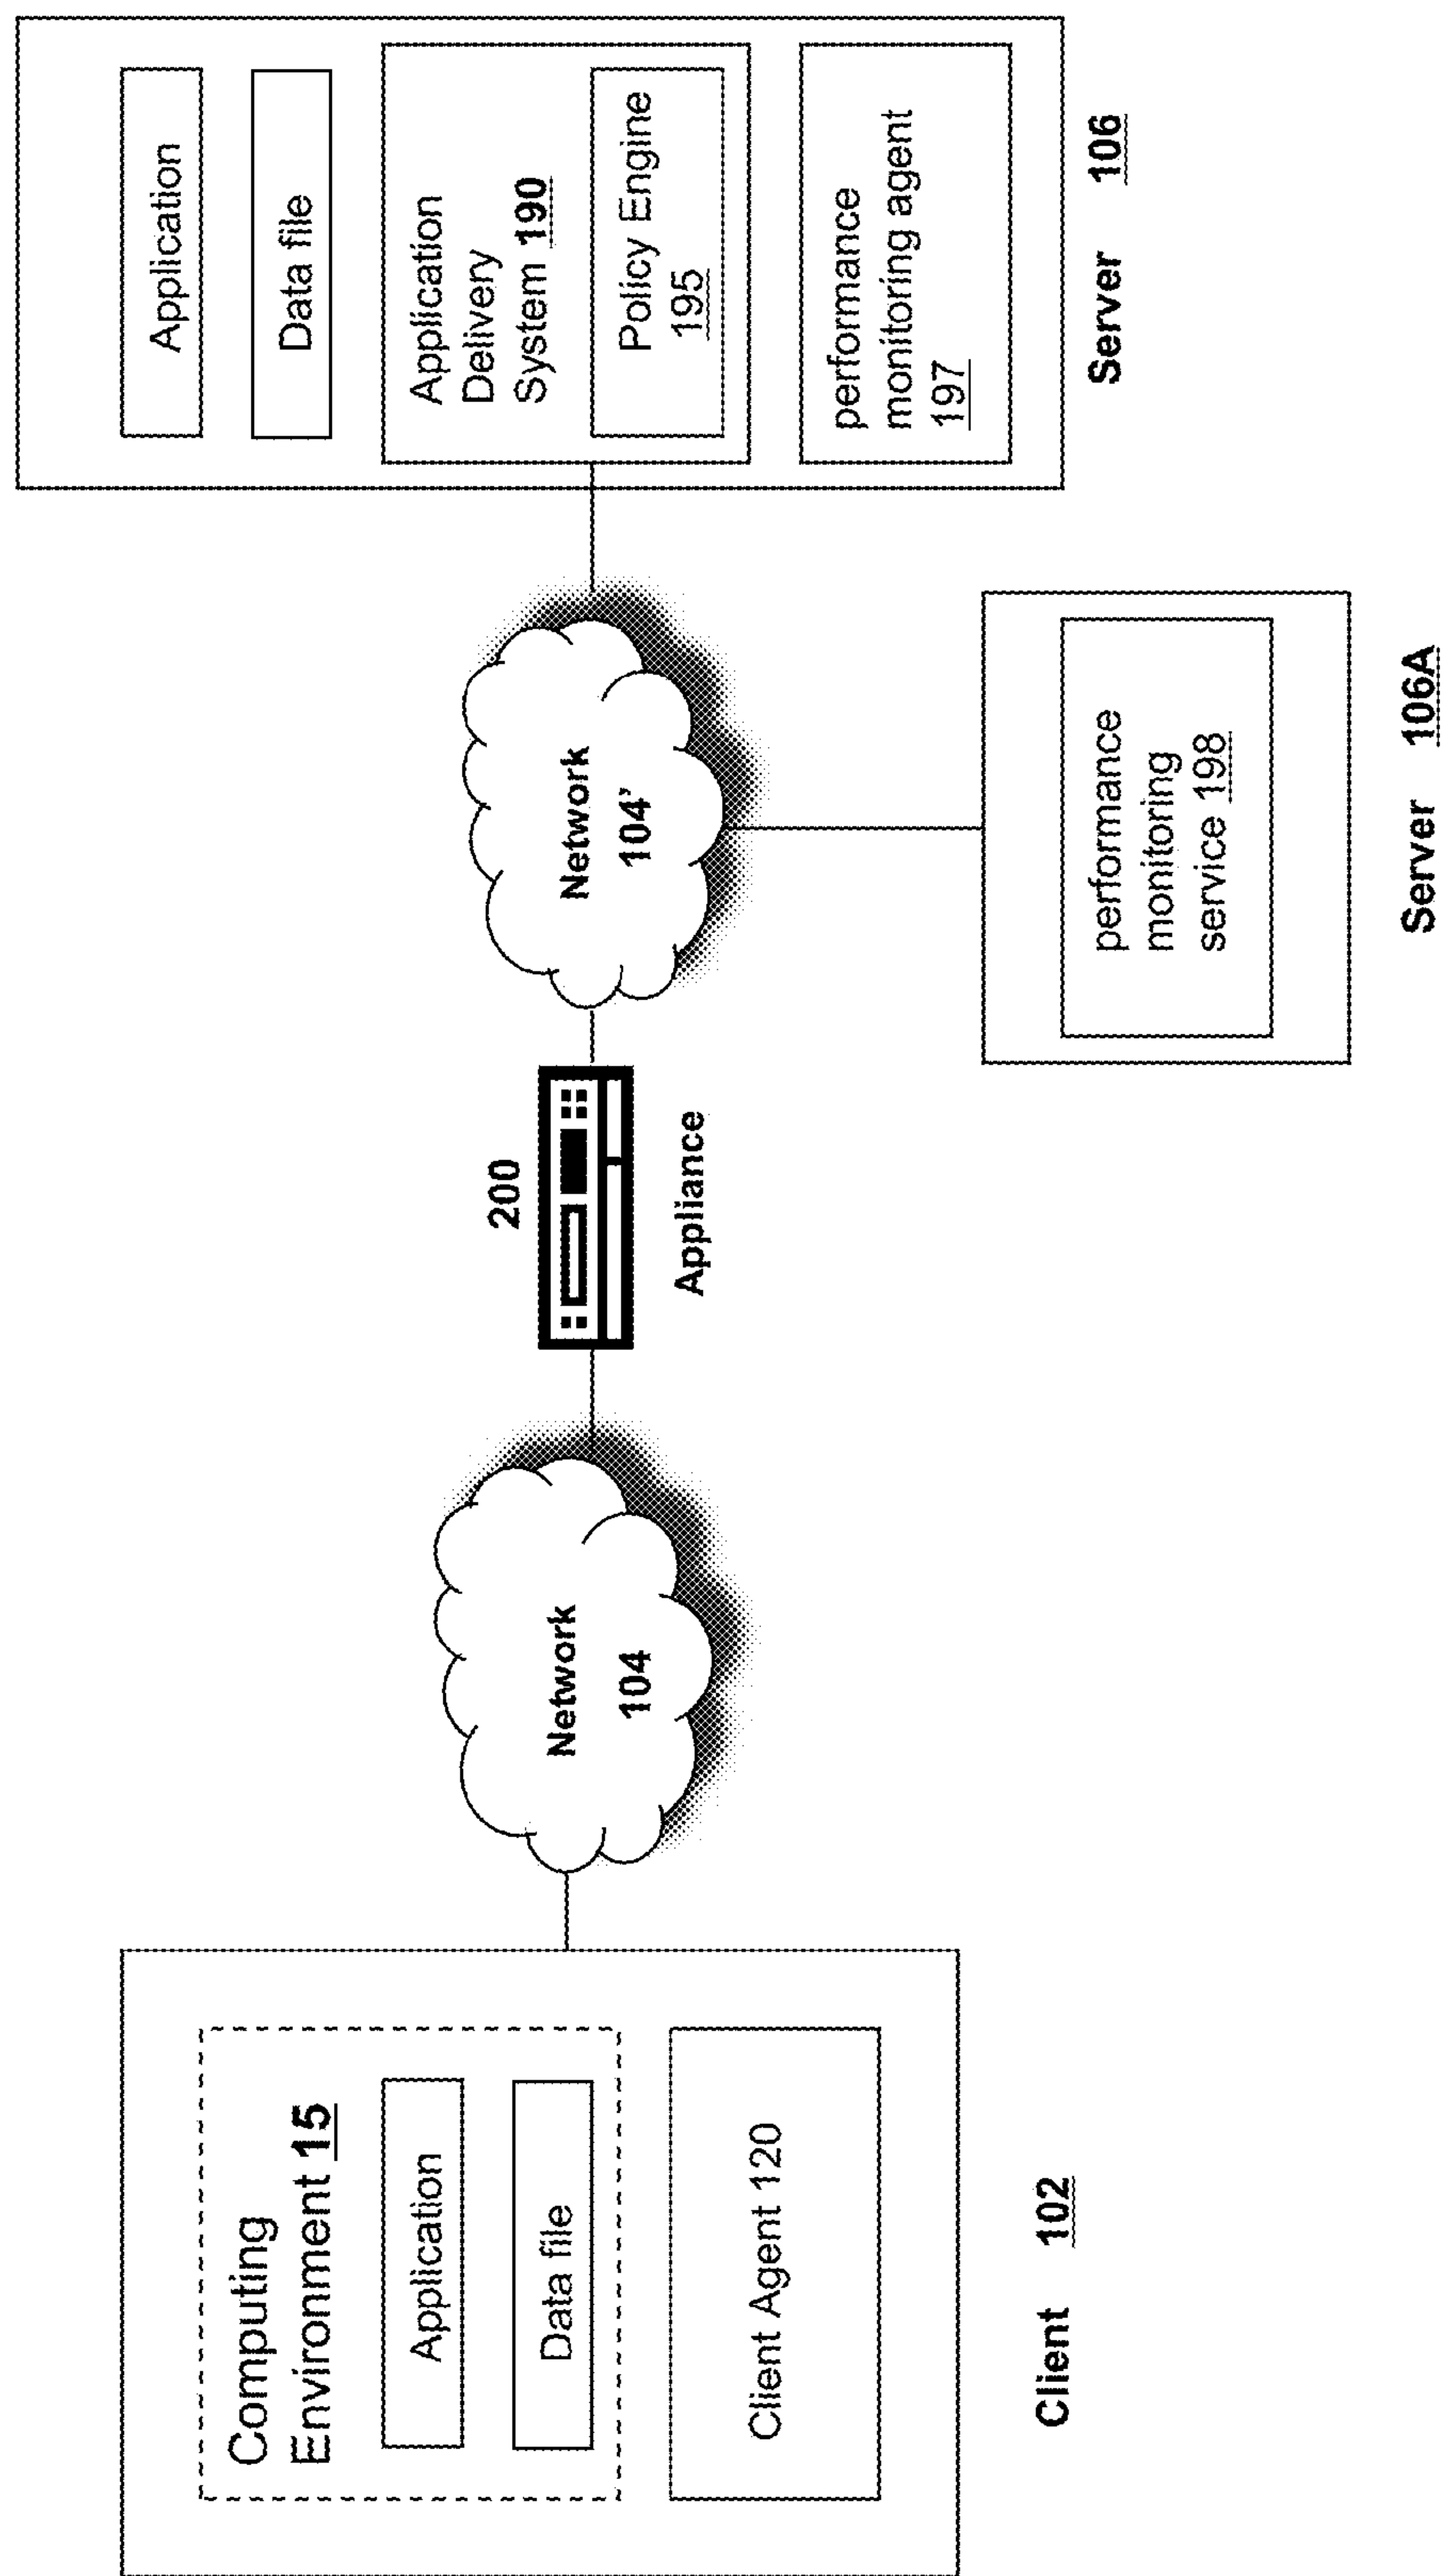 Computing
Environment 15
Application
Data file
Client Agent 120
Client 102
Network
104
200
Appliance
Network
104’
performance
monitoring
service 198
Server 106A
Application
Data file
Application
Delivery
System 190
Policy Engine
195
performance
monitoring agent
197
Server 106